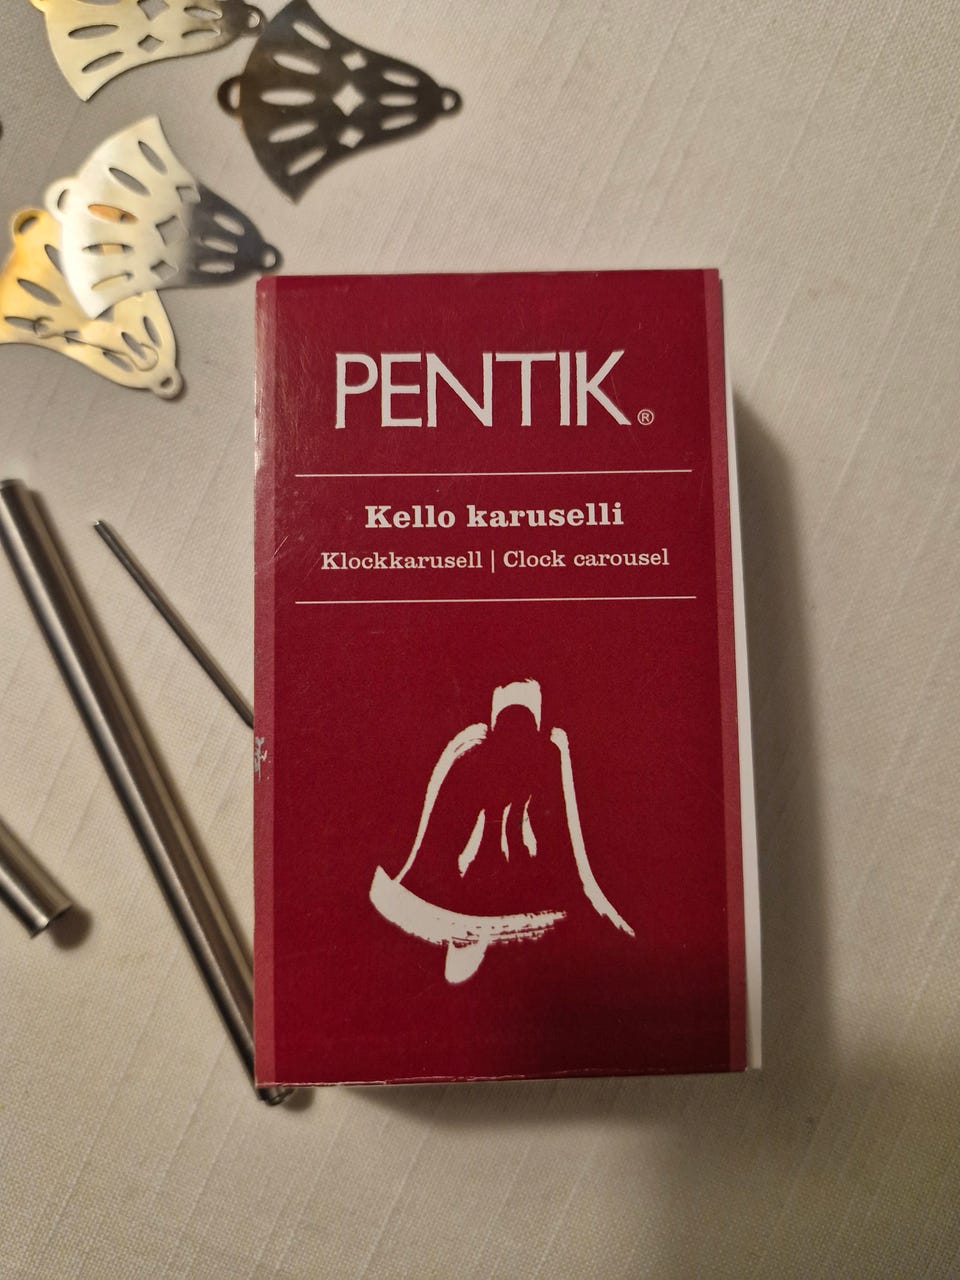 PENTIK®
Kello karuselli
Klockkarusell | Clock carousel